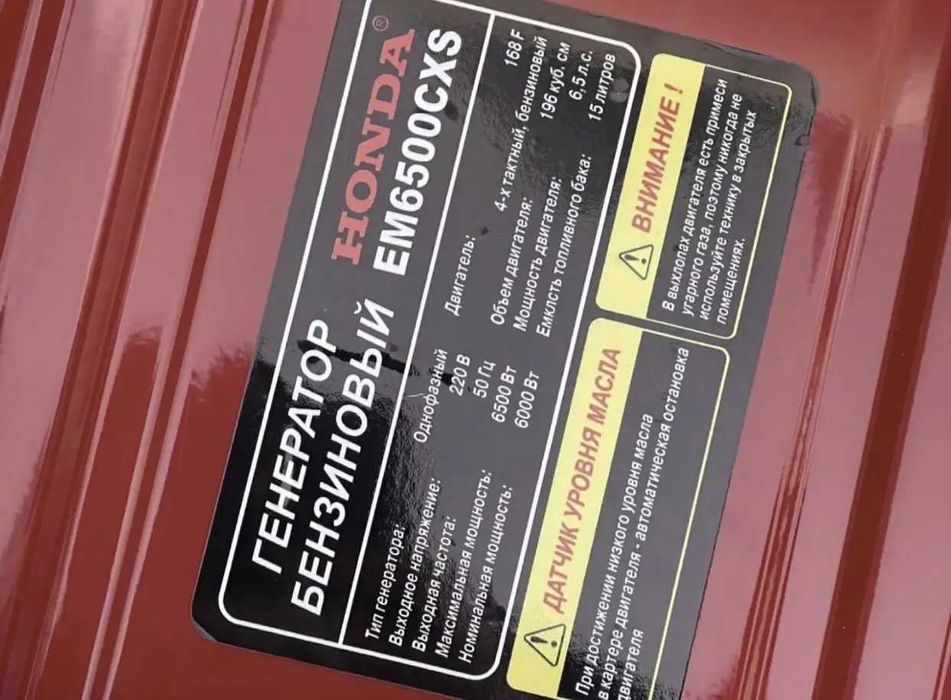 ГЕНЕРАТОР
БЕНЗИНОВЫЙ
HONDA®
EM6500CXS
Тип генератора: Однофазный
Выходное напряжение: 220 В
Выходная частота: 50 Гц
Максимальная мощность: 6500 Вт
Номинальная мощность: 6000 Вт
Двигатель: 168 F
4-х тактный, бензиновый
Объем двигателя: 196 куб. см
Мощность двигателя: 6,5 л.с.
Емклсть топливного бака: 15 литров
ДАТЧИК УРОВНЯ МАСЛА
При достижении низкого уровня масла
в картере двигателя - автоматическая остановка
двигателя
ВНИМАНИЕ !
В выхлопах двигателя есть примеси
угарного газа, поэтому никогда не
используйте технику в закрытых
помещениях.